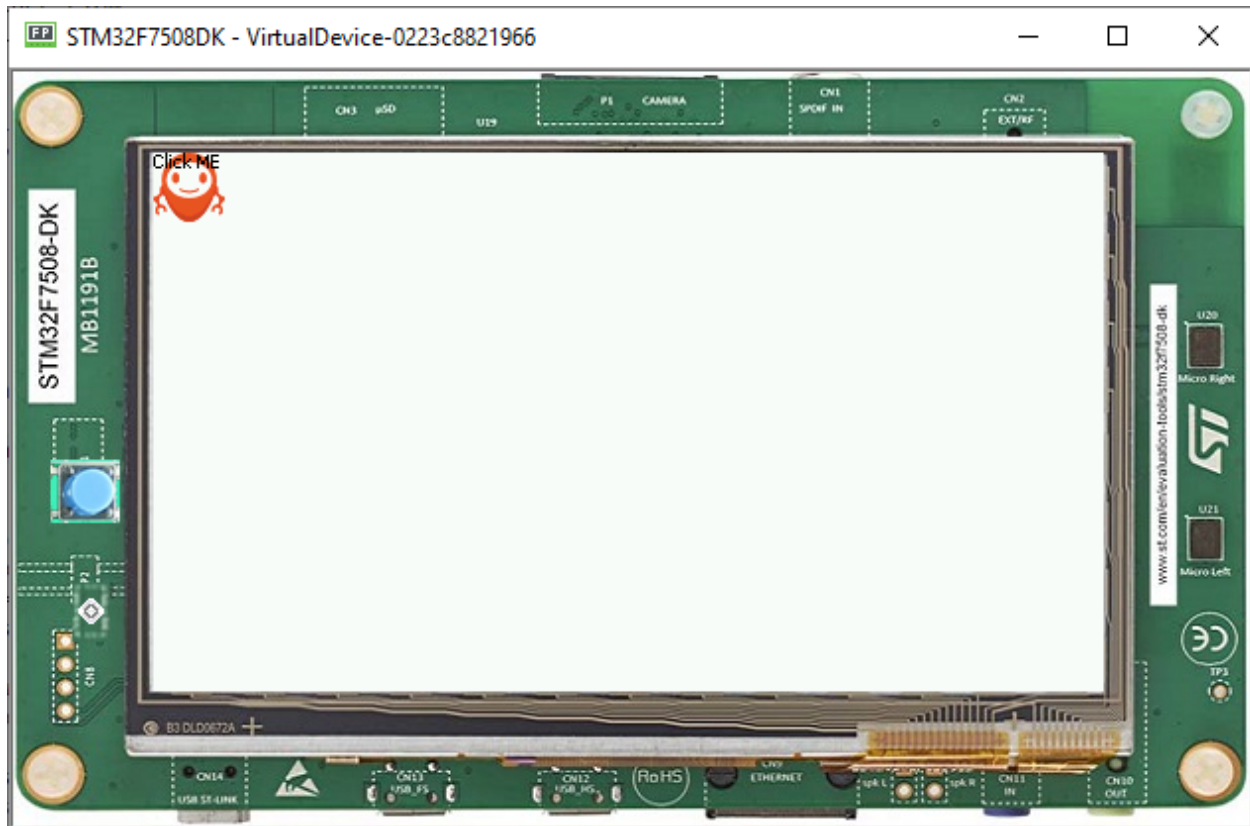 STM32F7508DK - VirtualDevice-0223c8821966
CN3 µSD
U19
P1 CAMERA
CN1
SPDIF IN
CN2
EXT/RF
Click ME
STM32F7508-DK
MB1191B
www.st.com/en/evaluation-tools/stm32f7508-dk
U20
Micro Right
U21
Micro Left
P2
CN8
TP3
B3 DLD0672A
CN14
USB ST-LINK
CN13
USB_FS
CN12
USB_HS
RoHS
CN9
ETHERNET
spk L
spk R
CN11
IN
CN10
OUT